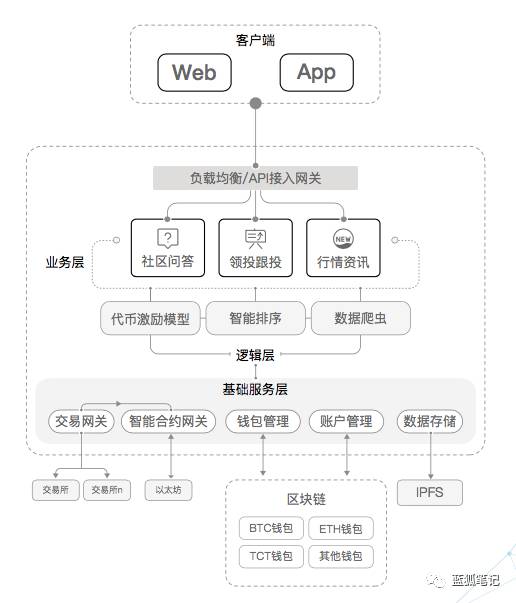 客户端
Web
App
负载均衡/API接入网关
业务层
?
社区问答
领投跟投
NEW
行情资讯
代币激励模型
智能排序
数据爬虫
逻辑层
基础服务层
交易网关
智能合约网关
钱包管理
账户管理
数据存储
交易所
交易所n
以太坊
区块链
BTC钱包
ETH钱包
TCT钱包
其他钱包
IPFS
蓝狐笔记